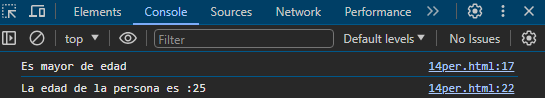 Elements Console Sources Network Performance
top Filter Default levels No Issues
Es mayor de edad 14per.html:17
La edad de la persona es :25 14per.html:22